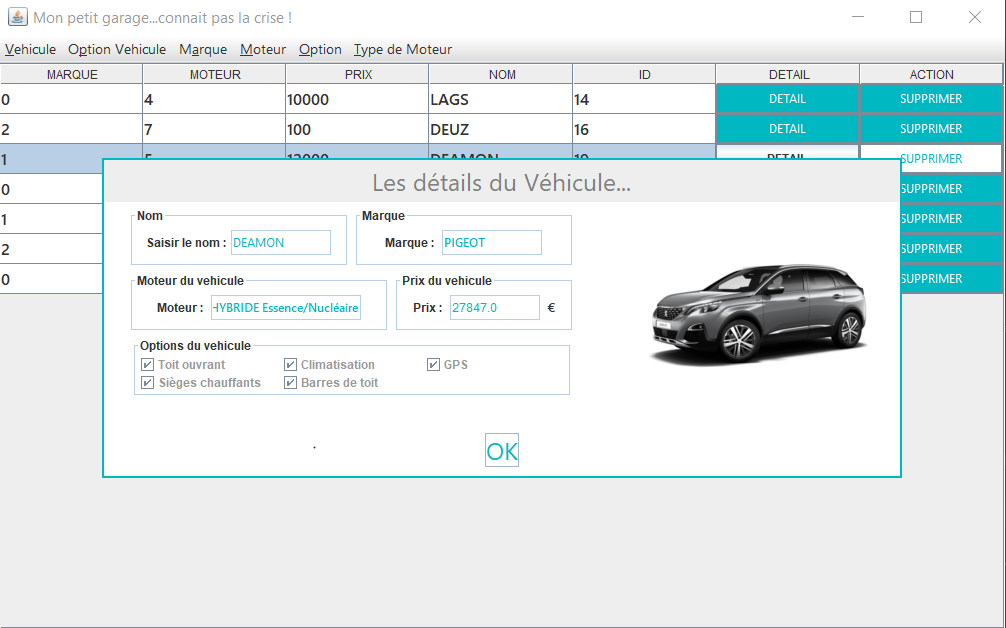 Mon petit garage...connait pas la crise !
Vehicule Option Vehicule Marque Moteur Option Type de Moteur
MARQUE MOTEUR PRIX NOM ID DETAIL ACTION
0 4 10000 LAGS 14 DETAIL SUPPRIMER
2 7 100 DEUZ 16 DETAIL SUPPRIMER
1 DEAMON DETAIL SUPPRIMER
0 SUPPRIMER
1 SUPPRIMER
2 SUPPRIMER
0 SUPPRIMER
Les détails du Véhicule...
Nom Marque
Saisir le nom : DEAMON Marque : PIGEOT
Moteur du vehicule Prix du vehicule
Moteur : HYBRIDE Essence/Nucléaire Prix : 27847.0 €
Options du vehicule
Toit ouvrant Climatisation GPS
Sièges chauffants Barres de toit
.
OK